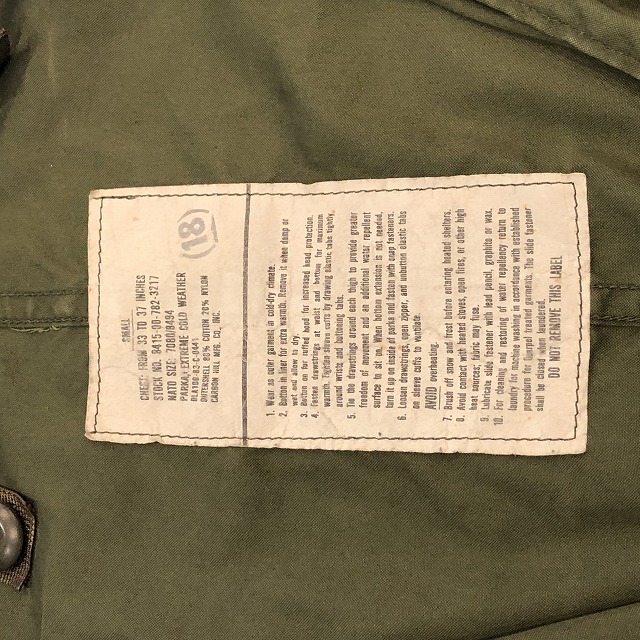 SMALL
CHEST: FROM 33 TO 37 INCHES
STOCK NO. 8415-00-782-3217
NATO SIZE: 7080/8494
PARKA, EXTREME COLD WEATHER
OUTERSHELL 80% COTTON 20% NYLON
CARSON HILL MFG. CO., INC.
18
1. Wear as outer garment in cold-dry climate.
2. Button in liner for extra warmth. Remove it when damp or
wet and allow to dry.
3. Button on fur ruffed hood for increased head protection.
4. Fasten drawstrings at waist and bottom for maximum
warmth. Tighten sleeve cuffs by drawing elastic tabs tightly,
around wrists and buttoning tabs.
5. Tie the drawstrings around each thigh to provide greater
freedom of movement and an additional water repellent
surface to sit on. When bottom extension is not needed,
turn it up on inside of parka and fasten with snap fasteners.
6. Loosen drawstrings, open zipper, and unbutton elastic tabs
on sleeve cuffs to ventilate.
AVOID overheating.
7. Brush off snow and frost before entering heated shelters.
8. Avoid contact with heated stoves, open fires, or other high
heat sources, fabric may fuse.
9. Lubricate slide fastener with lead pencil, graphite or wax.
10. For cleaning and restoring of water repellency return to
laundry for machine washing in accordance with established
procedure for Quarpel treated garments. The slide fastener
shall be closed when laundered.
DO NOT REMOVE THIS LABEL